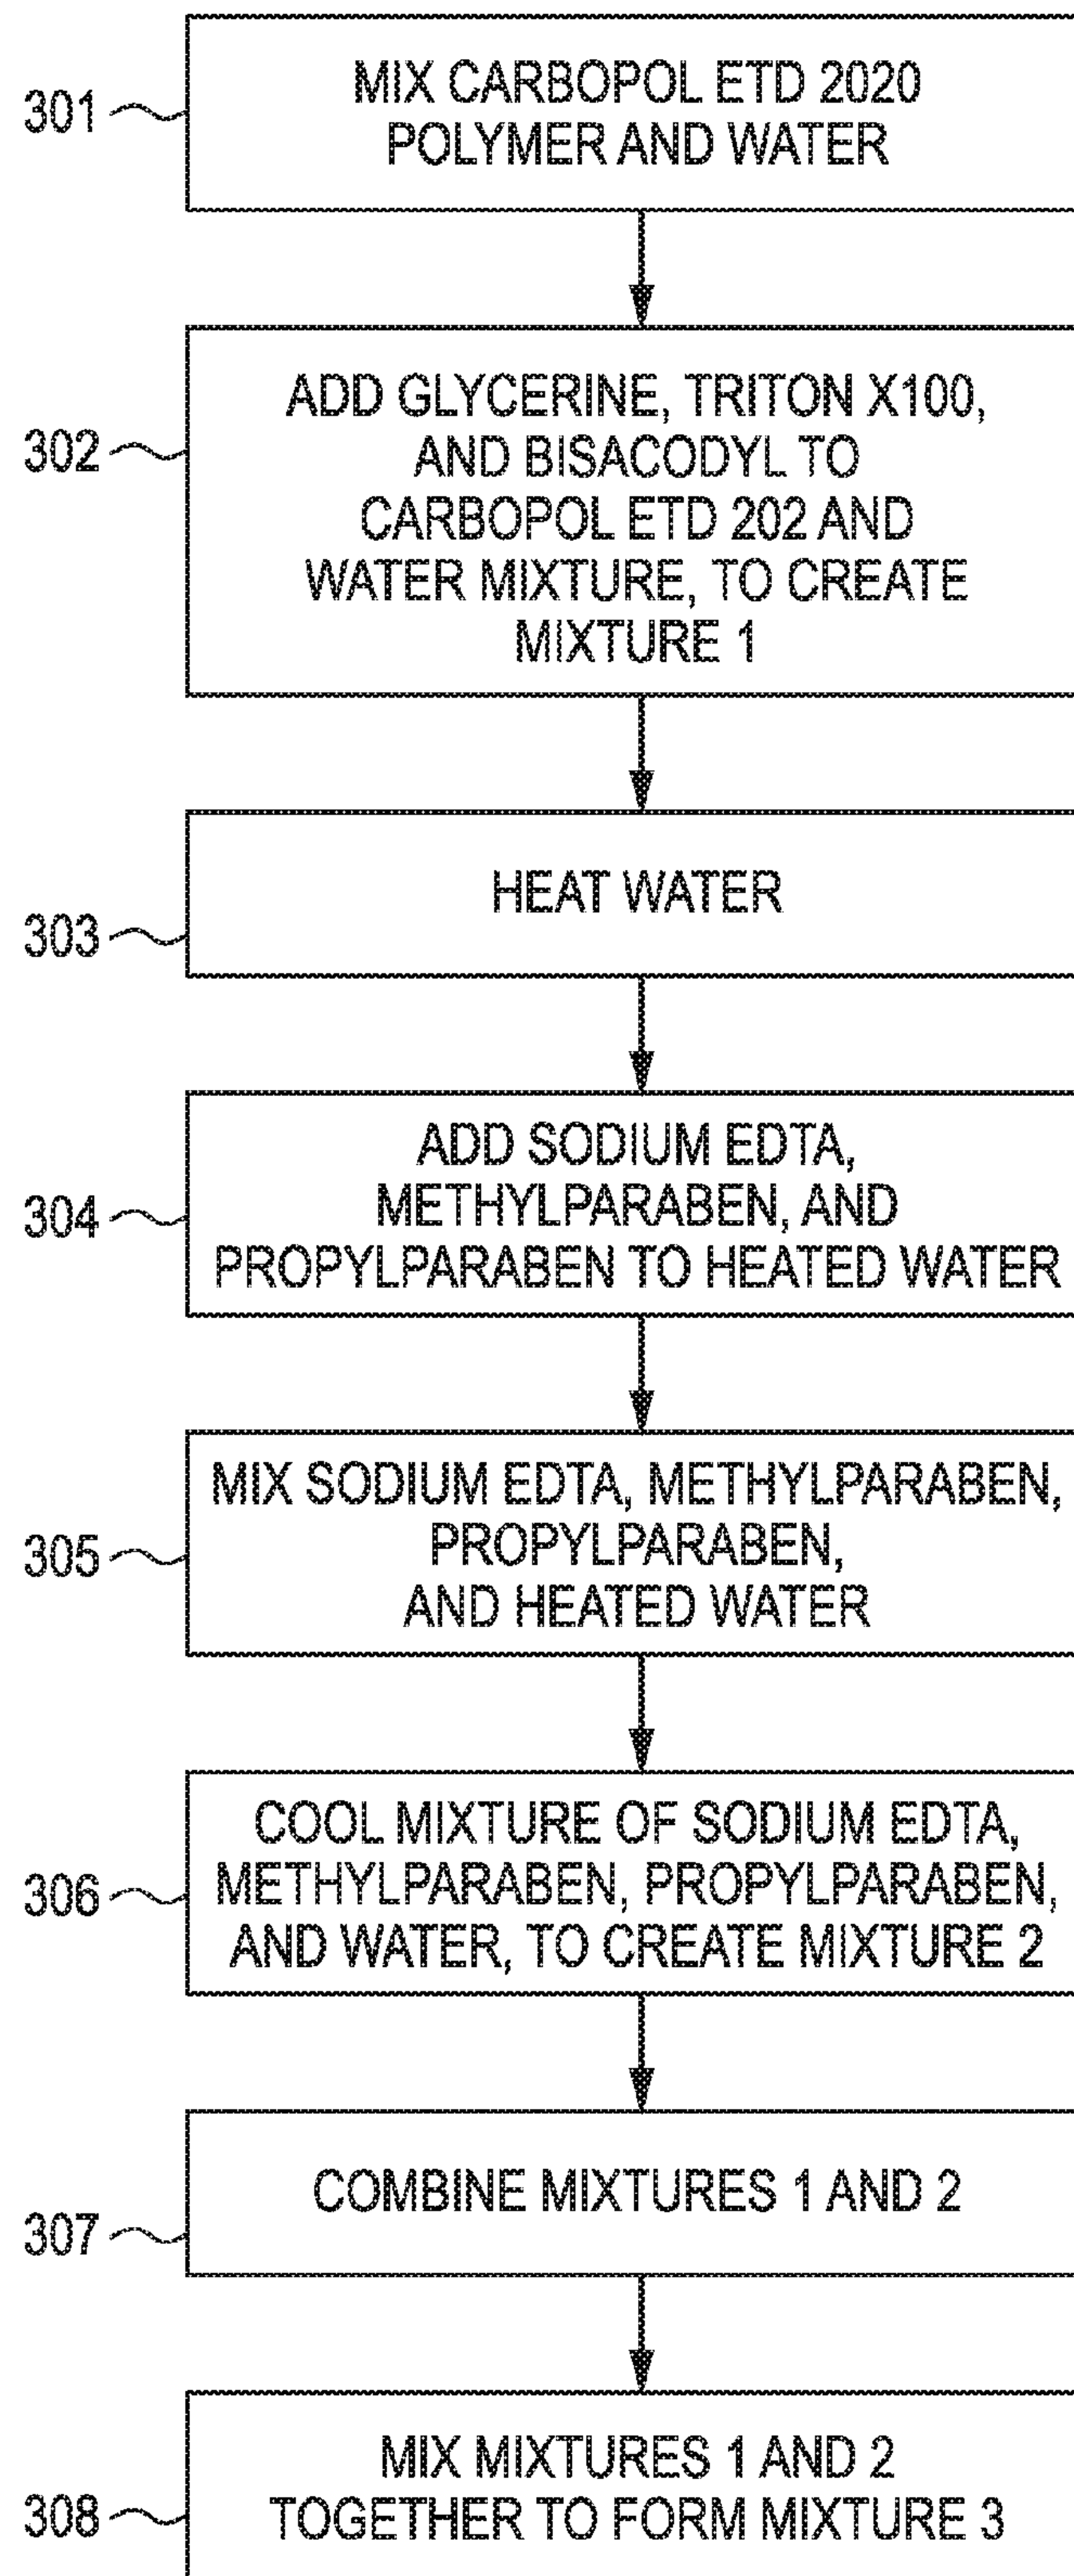 301
MIX CARBOPOL ETD 2020
POLYMER AND WATER
302
ADD GLYCERINE, TRITON X100,
AND BISACODYL TO
CARBOPOL ETD 202 AND
WATER MIXTURE, TO CREATE
MIXTURE 1
303
HEAT WATER
304
ADD SODIUM EDTA,
METHYLPARABEN, AND
PROPYLPARABEN TO HEATED WATER
305
MIX SODIUM EDTA, METHYLPARABEN,
PROPYLPARABEN,
AND HEATED WATER
306
COOL MIXTURE OF SODIUM EDTA,
METHYLPARABEN, PROPYLPARABEN,
AND WATER, TO CREATE MIXTURE 2
307
COMBINE MIXTURES 1 AND 2
308
MIX MIXTURES 1 AND 2
TOGETHER TO FORM MIXTURE 3